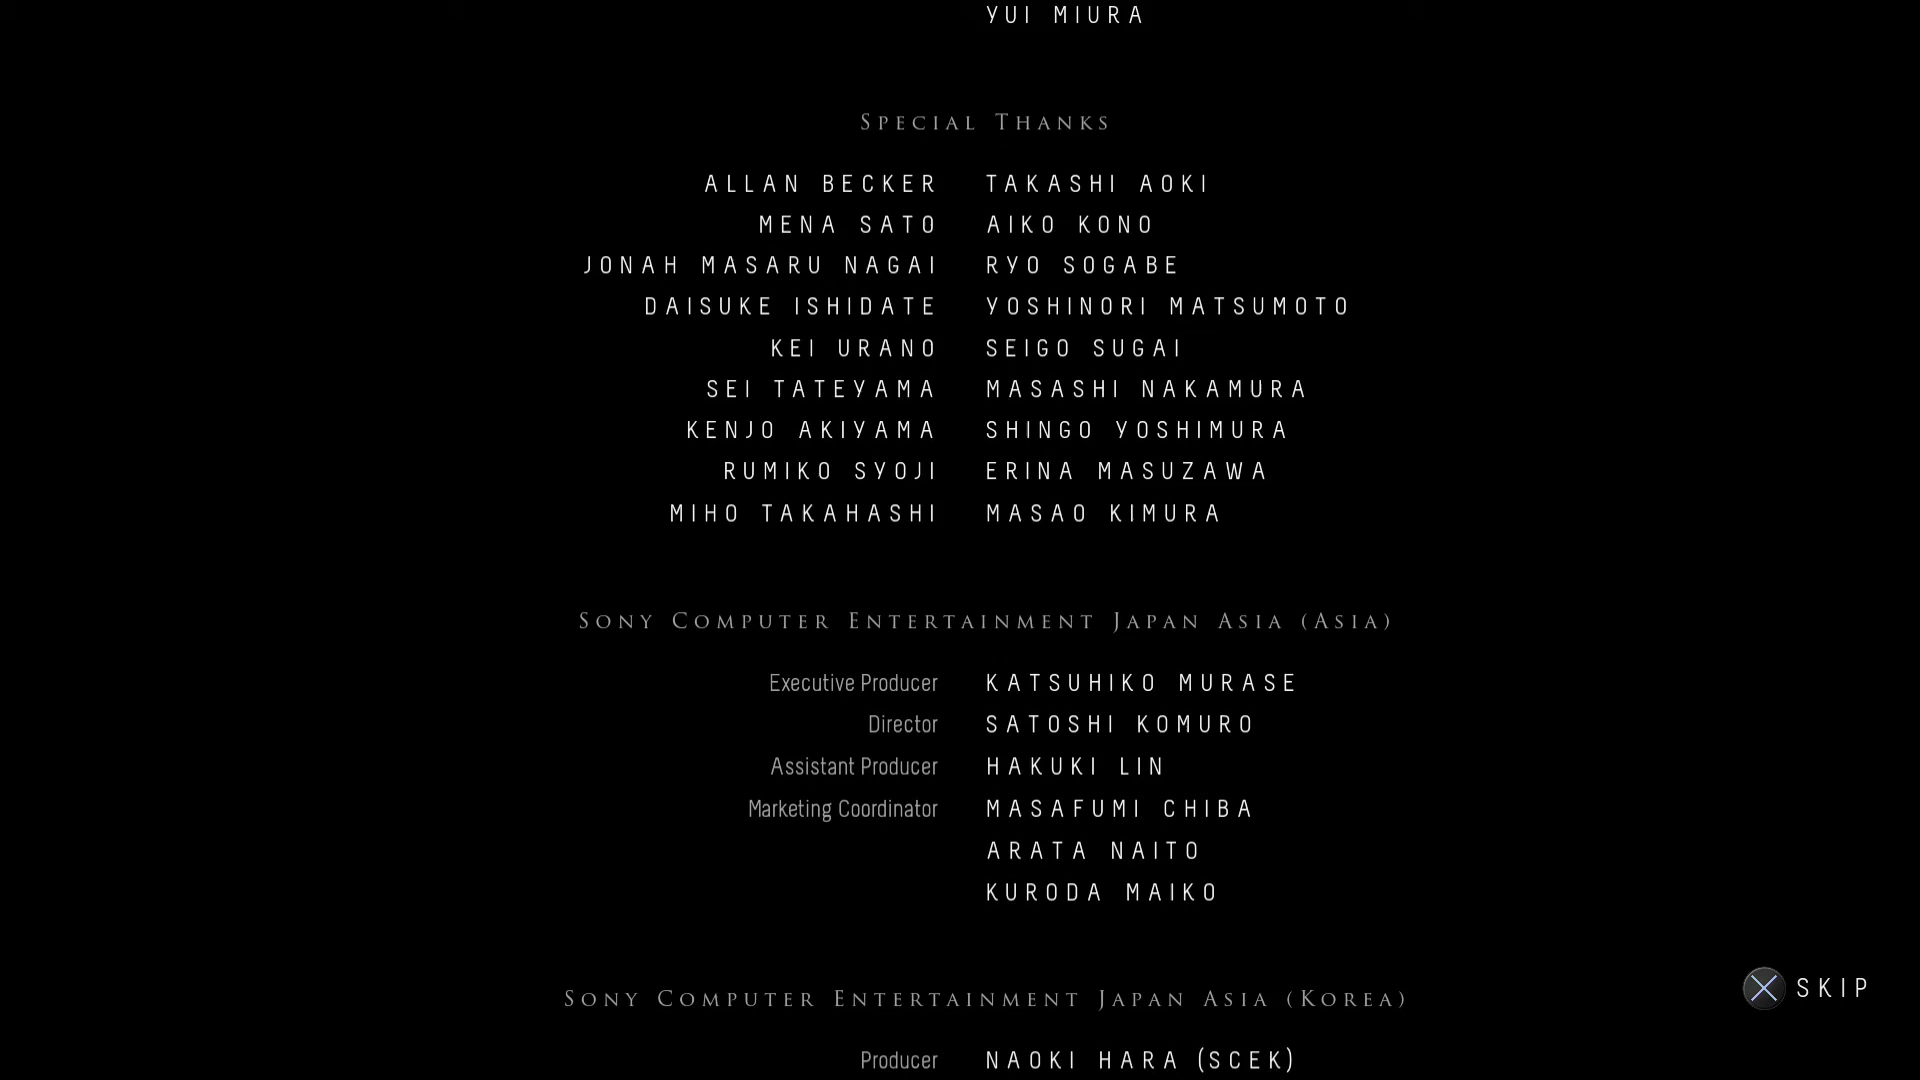 YUI MIURA
SPECIAL THANKS
ALLAN BECKER TAKASHI AOKI
MENA SATO AIKO KONO
JONAH MASARU NAGAI RYO SOGABE
DAISUKE ISHIDATE YOSHINORI MATSUMOTO
KEI URANO SEIGO SUGAI
SEI TATEYAMA MASASHI NAKAMURA
KENJO AKIYAMA SHINGO YOSHIMURA
RUMIKO SYOJI ERINA MASUZAWA
MIHO TAKAHASHI MASAO KIMURA
SONY COMPUTER ENTERTAINMENT JAPAN ASIA (ASIA)
Executive Producer KATSUHIKO MURASE
Director SATOSHI KOMURO
Assistant Producer HAKUKI LIN
Marketing Coordinator MASAFUMI CHIBA
ARATA NAITO
KURODA MAIKO
SKIP
SONY COMPUTER ENTERTAINMENT JAPAN ASIA (KOREA)
Producer NAOKI HARA (SCEK)